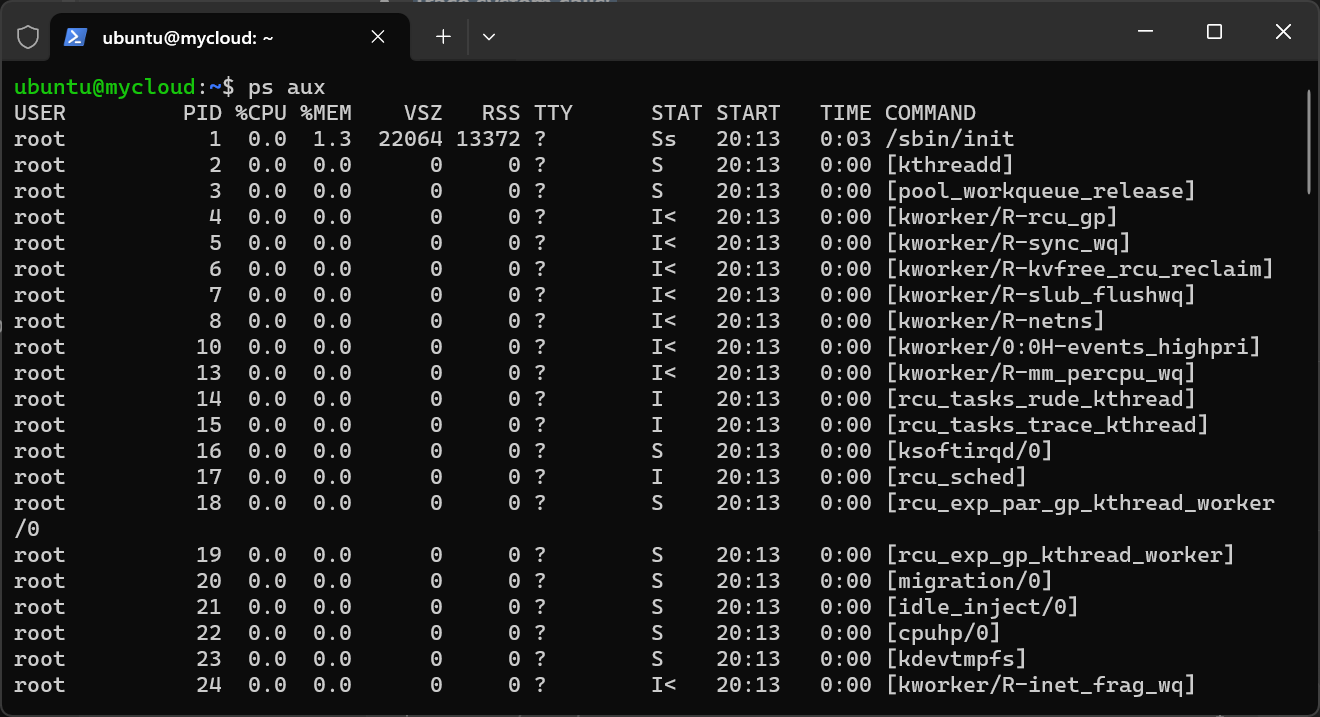 ubuntu@mycloud: ~
ubuntu@mycloud:~$ ps aux
USER         PID %CPU %MEM    VSZ   RSS TTY      STAT START   TIME COMMAND
root           1  0.0  1.3  22064 13372 ?        Ss   20:13   0:03 /sbin/init
root           2  0.0  0.0      0     0 ?        S    20:13   0:00 [kthreadd]
root           3  0.0  0.0      0     0 ?        S    20:13   0:00 [pool_workqueue_release]
root           4  0.0  0.0      0     0 ?        I<   20:13   0:00 [kworker/R-rcu_gp]
root           5  0.0  0.0      0     0 ?        I<   20:13   0:00 [kworker/R-sync_wq]
root           6  0.0  0.0      0     0 ?        I<   20:13   0:00 [kworker/R-kvfree_rcu_reclaim]
root           7  0.0  0.0      0     0 ?        I<   20:13   0:00 [kworker/R-slub_flushwq]
root           8  0.0  0.0      0     0 ?        I<   20:13   0:00 [kworker/R-netns]
root          10  0.0  0.0      0     0 ?        I<   20:13   0:00 [kworker/0:0H-events_highpri]
root          13  0.0  0.0      0     0 ?        I<   20:13   0:00 [kworker/R-mm_percpu_wq]
root          14  0.0  0.0      0     0 ?        I    20:13   0:00 [rcu_tasks_rude_kthread]
root          15  0.0  0.0      0     0 ?        I    20:13   0:00 [rcu_tasks_trace_kthread]
root          16  0.0  0.0      0     0 ?        S    20:13   0:00 [ksoftirqd/0]
root          17  0.0  0.0      0     0 ?        I    20:13   0:00 [rcu_sched]
root          18  0.0  0.0      0     0 ?        S    20:13   0:00 [rcu_exp_par_gp_kthread_worker
/0
root          19  0.0  0.0      0     0 ?        S    20:13   0:00 [rcu_exp_gp_kthread_worker]
root          20  0.0  0.0      0     0 ?        S    20:13   0:00 [migration/0]
root          21  0.0  0.0      0     0 ?        S    20:13   0:00 [idle_inject/0]
root          22  0.0  0.0      0     0 ?        S    20:13   0:00 [cpuhp/0]
root          23  0.0  0.0      0     0 ?        S    20:13   0:00 [kdevtmpfs]
root          24  0.0  0.0      0     0 ?        I<   20:13   0:00 [kworker/R-inet_frag_wq]